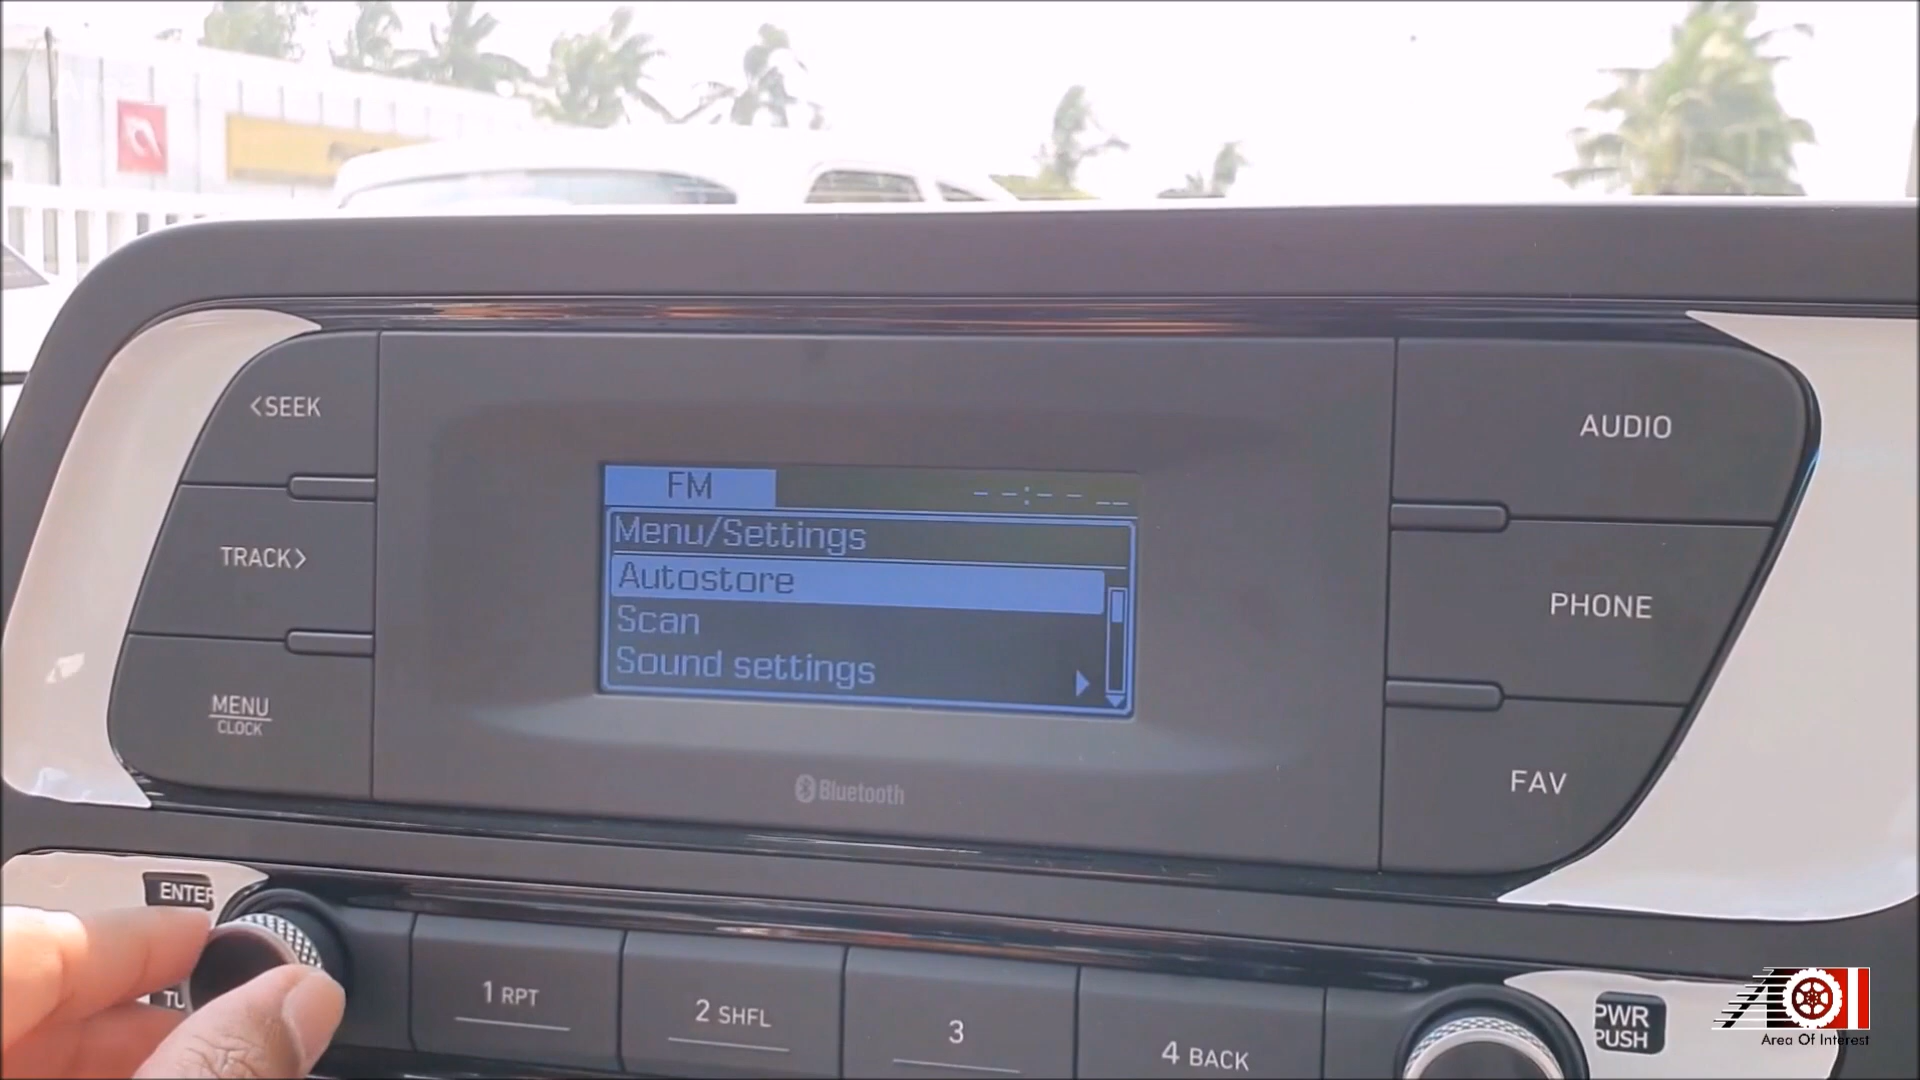 <SEEK
TRACK>
MENU
CLOCK
FM
--:-- --
Menu/Settings
Autostore
Scan
Sound settings
Bluetooth
AUDIO
PHONE
FAV
ENTER
1 RPT
2 SHFL
3
4 BACK
PWR
PUSH
AOI
Area Of Interest